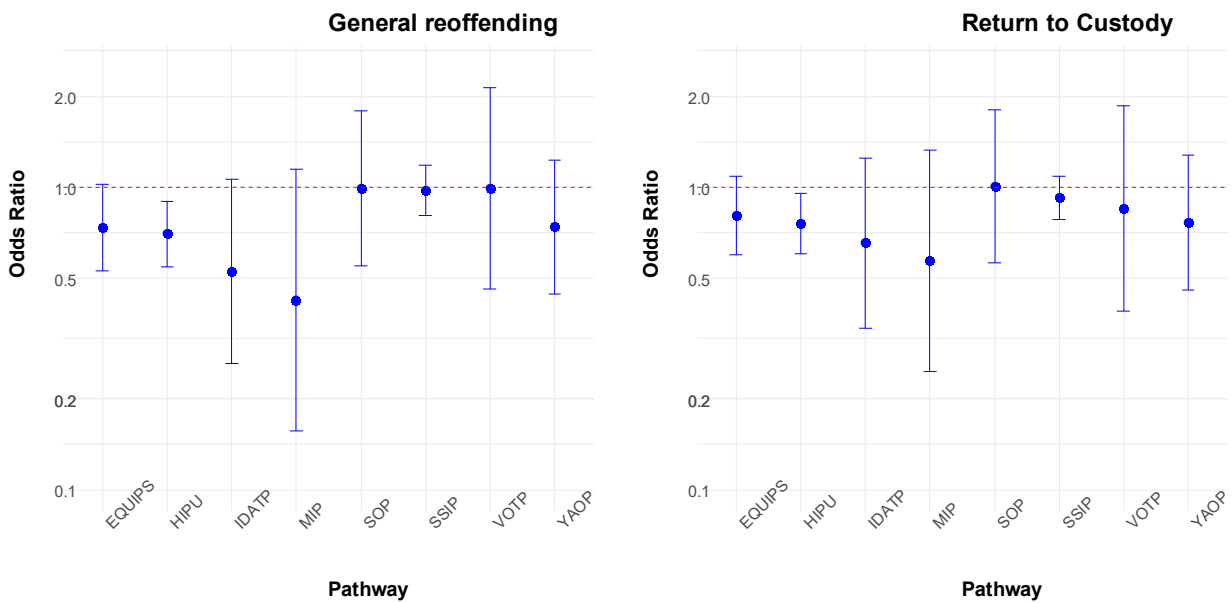 General reoffending
Odds Ratio
2.0
1.0
0.5
0.2
0.1
EQUIPS
HIPU
IDATP
MIP
SOP
SSIP
VOTP
YAOP
Pathway
Return to Custody
Odds Ratio
2.0
1.0
0.5
0.2
0.1
EQUIPS
HIPU
IDATP
MIP
SOP
SSIP
VOTP
YAOP
Pathway